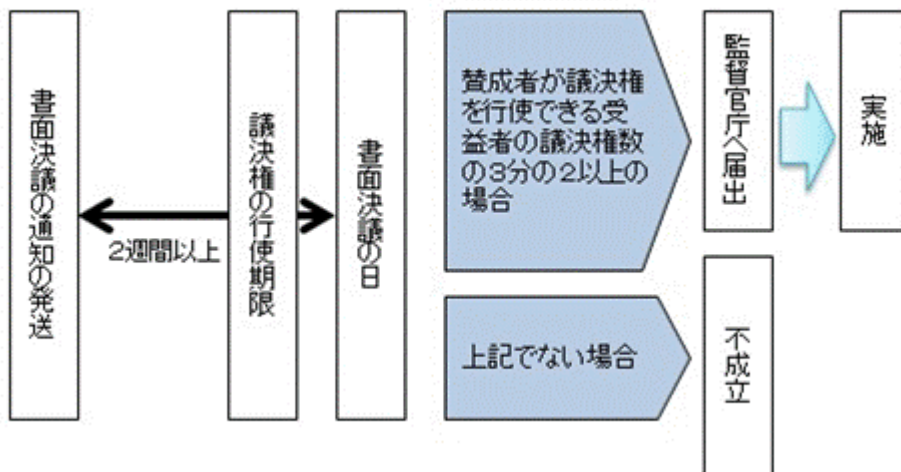 書面決議の通知の発送
2週間以上
議決権の行使期限
書面決議の日
賛成者が議決権
を行使できる受
益者の議決権数
の3分の2以上の
場合
監督官庁へ届出
実施
上記でない場合
不成立